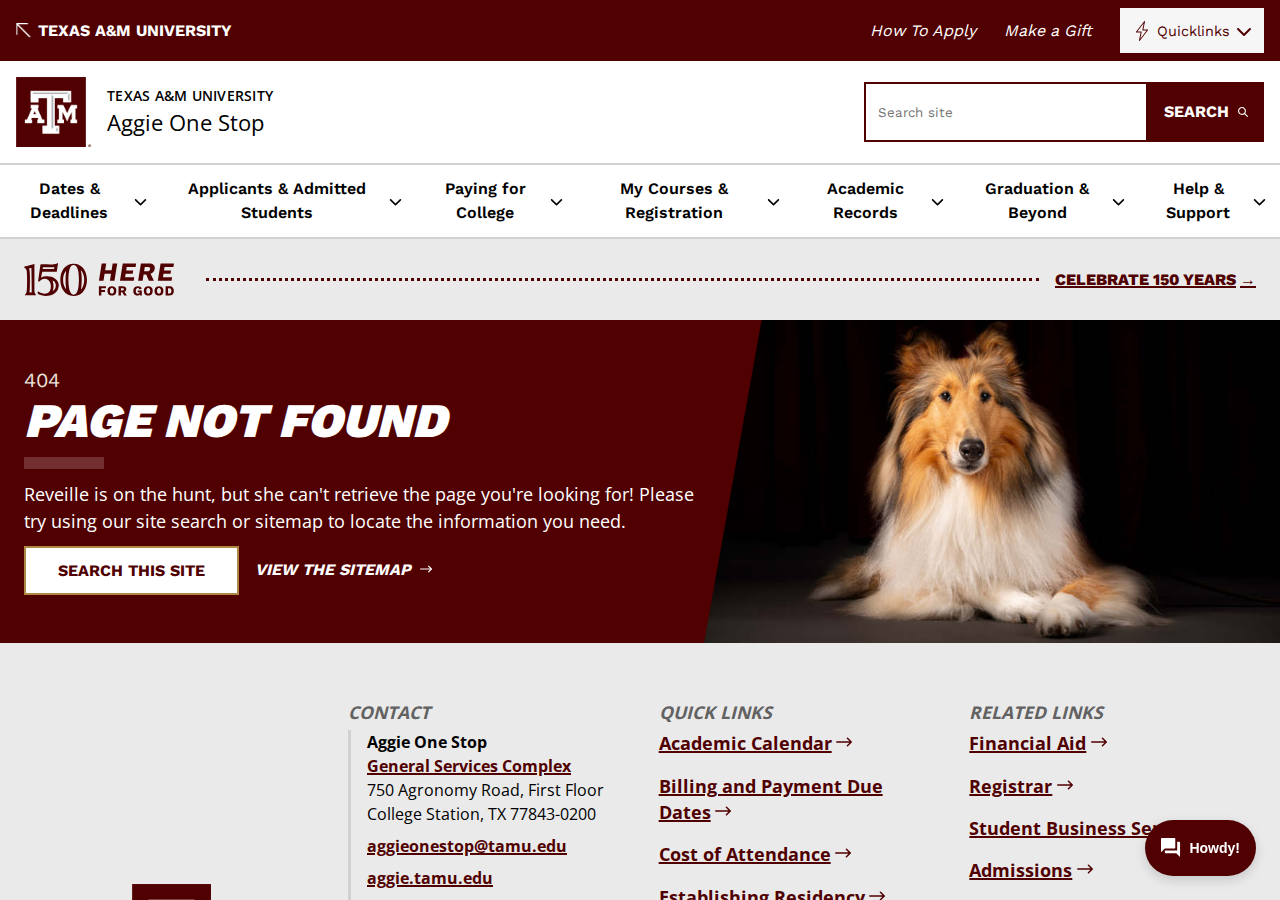 TEXAS A&M UNIVERSITY
How To Apply
Make a Gift
Quicklinks
ATM
TEXAS A&M UNIVERSITY
Aggie One Stop
Search site
SEARCH
Dates &
Deadlines
Applicants & Admitted
Students
Paying for
College
My Courses &
Registration
Academic
Records
Graduation &
Beyond
Help &
Support
150 HERE
FOR GOOD
CELEBRATE 150 YEARS →
404
PAGE NOT FOUND
Reveille is on the hunt, but she can't retrieve the page you're looking for! Please
try using our site search or sitemap to locate the information you need.
SEARCH THIS SITE
VIEW THE SITEMAP →
CONTACT
Aggie One Stop
General Services Complex
750 Agronomy Road, First Floor
College Station, TX 77843-0200
aggieonestop@tamu.edu
aggie.tamu.edu
QUICK LINKS
Academic Calendar →
Billing and Payment Due
Dates →
Cost of Attendance →
Establishing Residency →
RELATED LINKS
Financial Aid →
Registrar →
Student Business
Admissions →
Howdy!